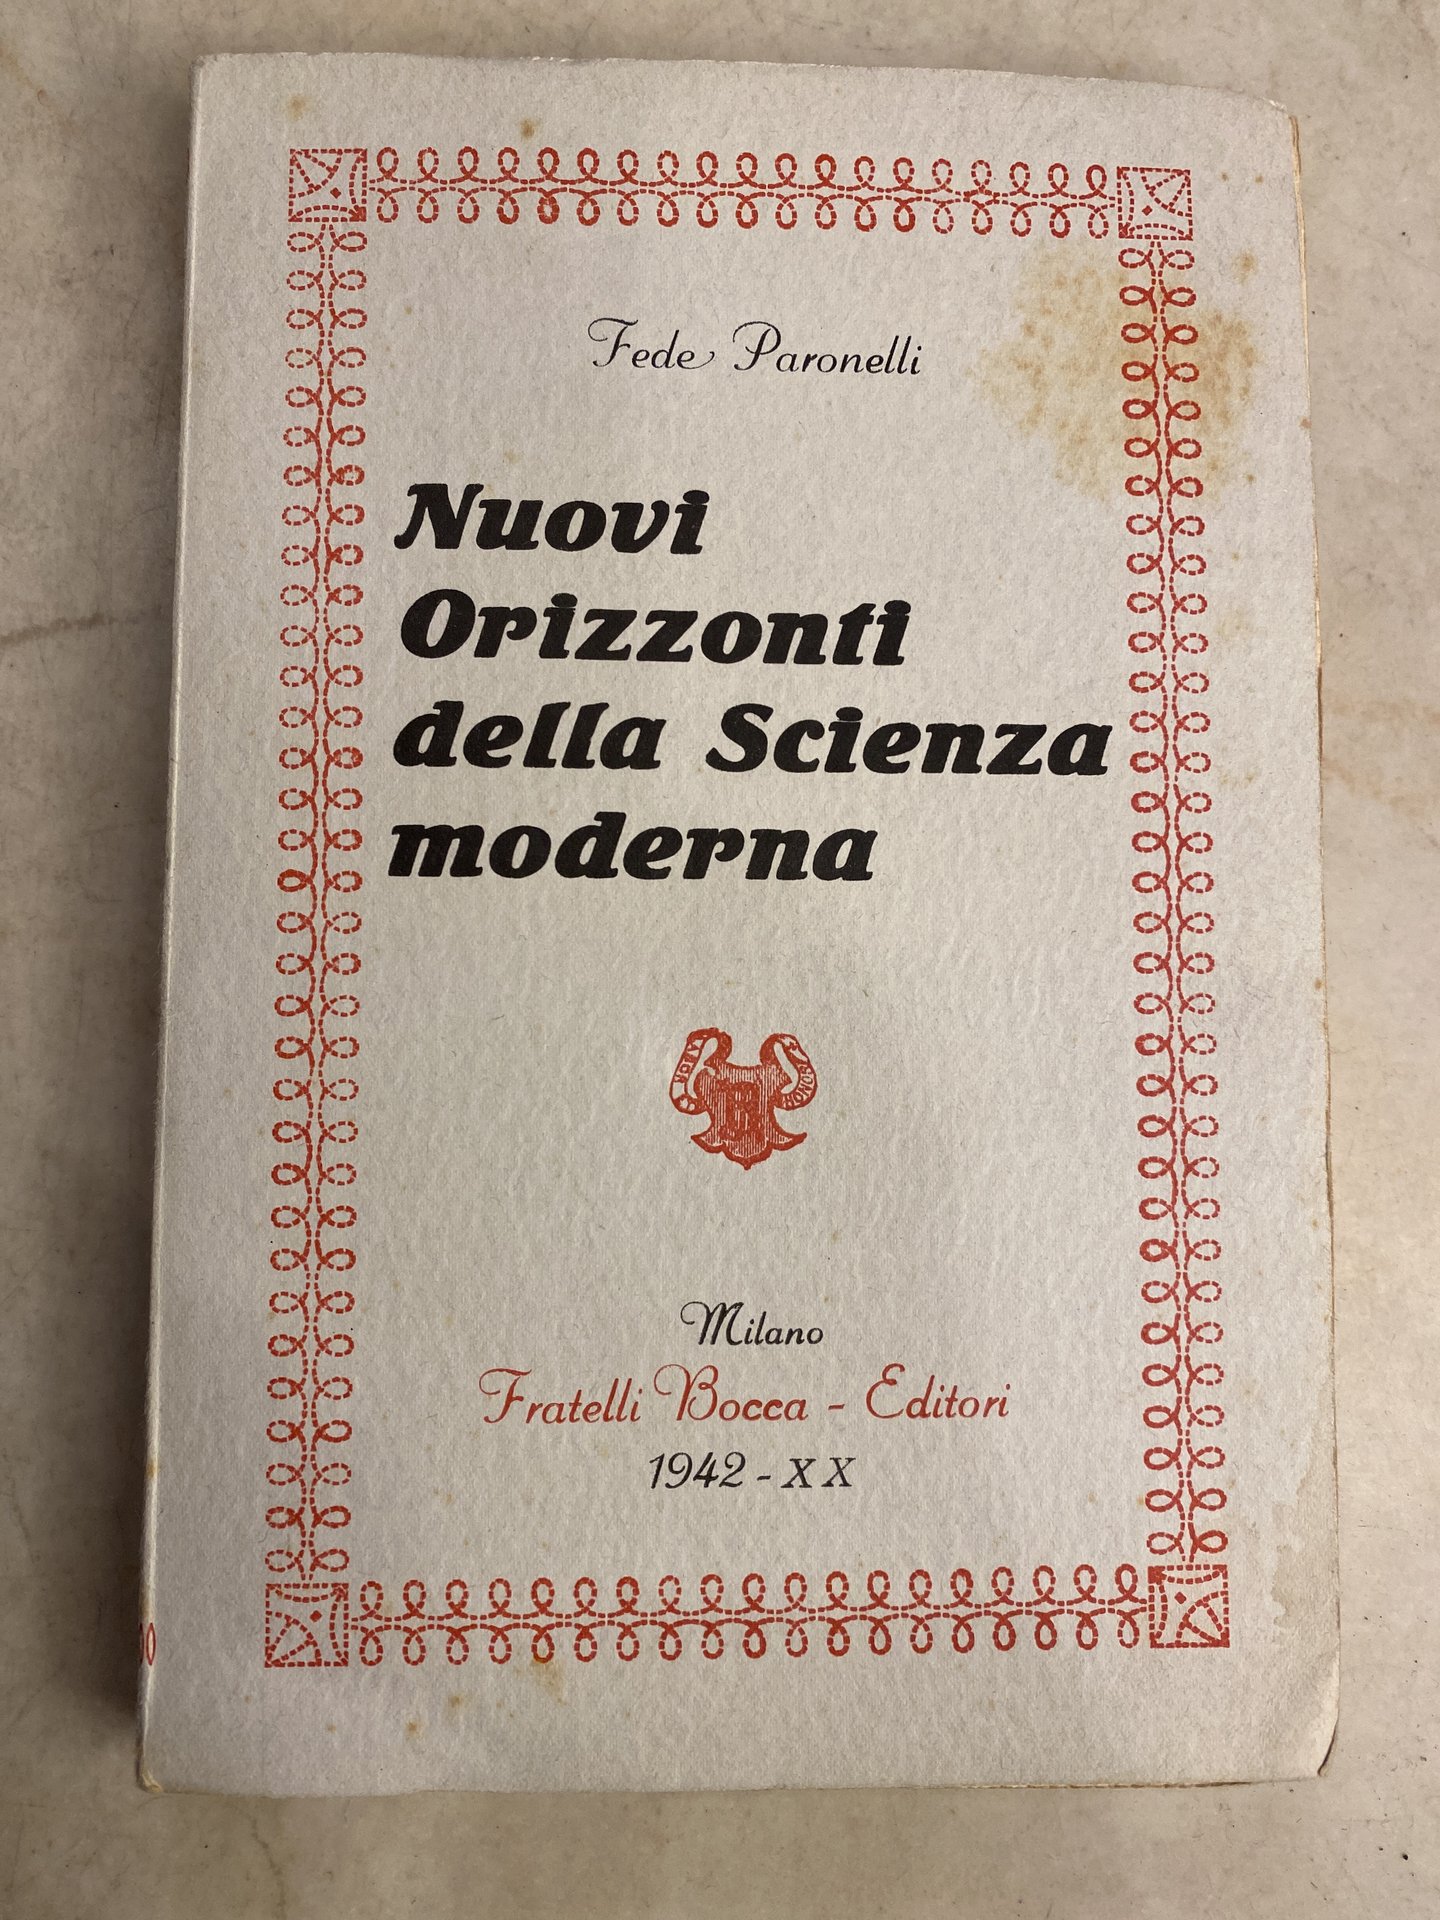 Fede Paronelli
Nuovi
Orizzonti
della Scienza
moderna
B
Milano
Fratelli Bocca - Editori
1942 - XX